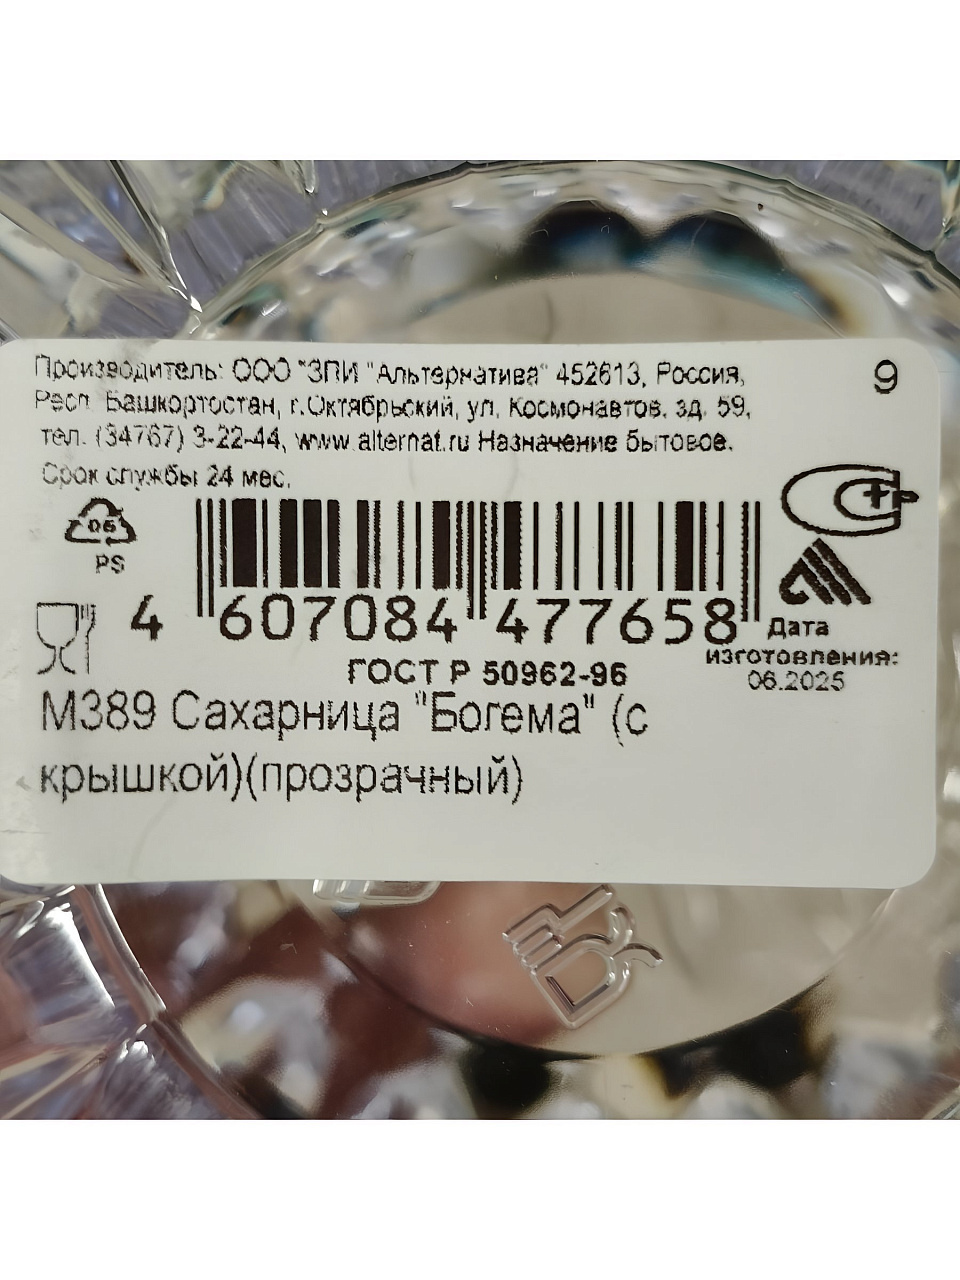 Производитель: ООО "ЗПИ "Альтернатива" 452613, Россия,
Респ. Башкортостан, г.Октябрьский, ул. Космонавтов, зд. 59,
тел. (34767) 3-22-44, www.alternat.ru Назначение бытовое.
Срок службы 24 мес.
9
06
PS
4 607084 477658
ГОСТ Р 50962-96
Дата
изготовления:
06.2025
М389 Сахарница "Богема" (с
крышкой)(прозрачный)